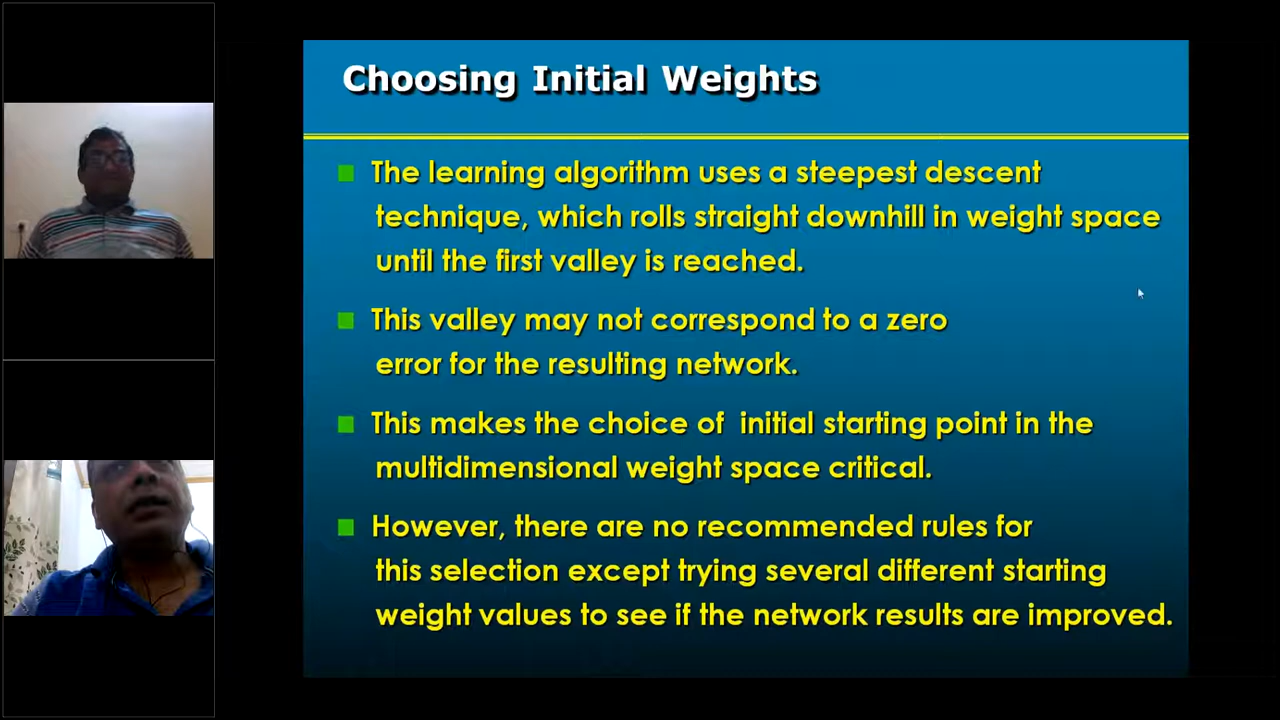 Choosing Initial Weights
The learning algorithm uses a steepest descent
technique, which rolls straight downhill in weight space
until the first valley is reached.
This valley may not correspond to a zero
error for the resulting network.
This makes the choice of initial starting point in the
multidimensional weight space critical.
However, there are no recommended rules for
this selection except trying several different starting
weight values to see if the network results are improved.